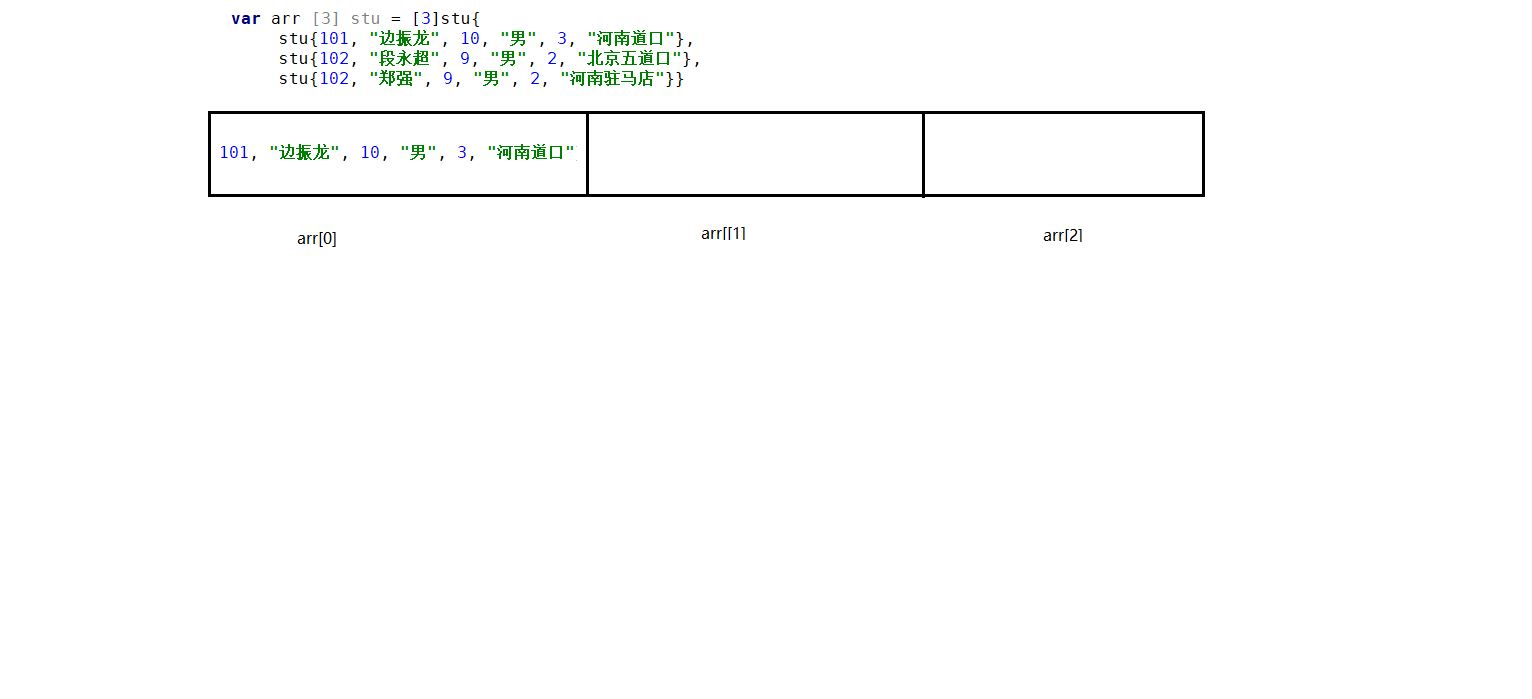 var arr [3] stu = [3]stu{
stu{101, "边振龙", 10, "男", 3, "河南道口"},
stu{102, "段永超", 9, "男", 2, "北京五道口"},
stu{102, "郑强", 9, "男", 2, "河南驻马店"}}
101, "边振龙", 10, "男", 3, "河南道口"
arr[0]
arr[[1]
arr[2]